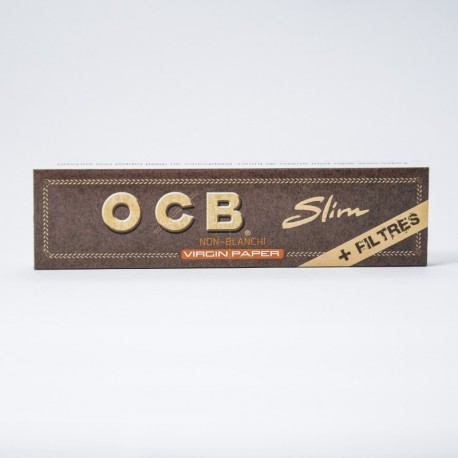 OCB® Slim
NON-BLANCHI
VIRGIN PAPER
+ FILTRES